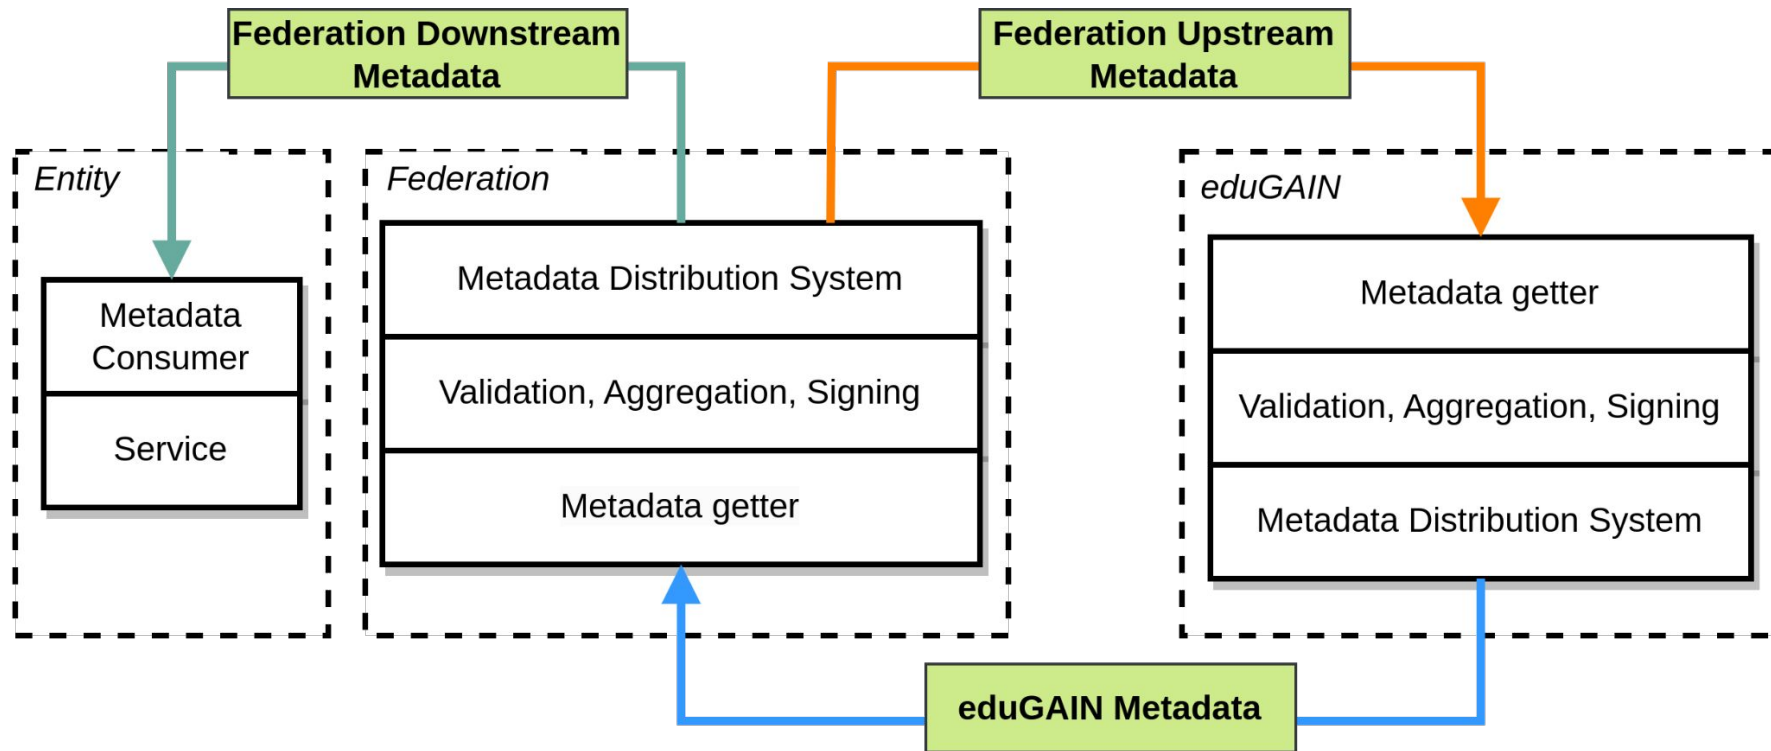 Federation Downstream
Metadata
Federation Upstream
Metadata
Entity
Metadata
Consumer
Service
Federation
Metadata Distribution System
Validation, Aggregation, Signing
Metadata getter
eduGAIN
Metadata getter
Validation, Aggregation, Signing
Metadata Distribution System
eduGAIN Metadata